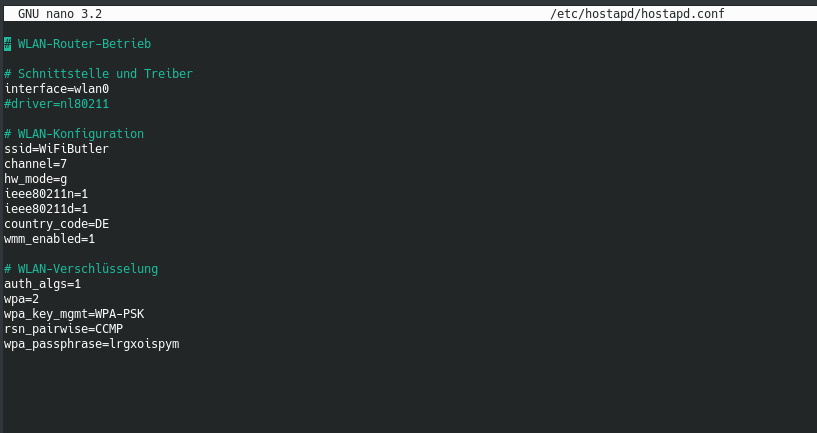 GNU nano 3.2 /etc/hostapd/hostapd.conf
# WLAN-Router-Betrieb
# Schnittstelle und Treiber
interface=wlan0
#driver=nl80211
# WLAN-Konfiguration
ssid=WiFiButler
channel=7
hw_mode=g
ieee80211n=1
ieee80211d=1
country_code=DE
wmm_enabled=1
# WLAN-Verschlüsselung
auth_algs=1
wpa=2
wpa_key_mgmt=WPA-PSK
rsn_pairwise=CCMP
wpa_passphrase=lrgxoispym